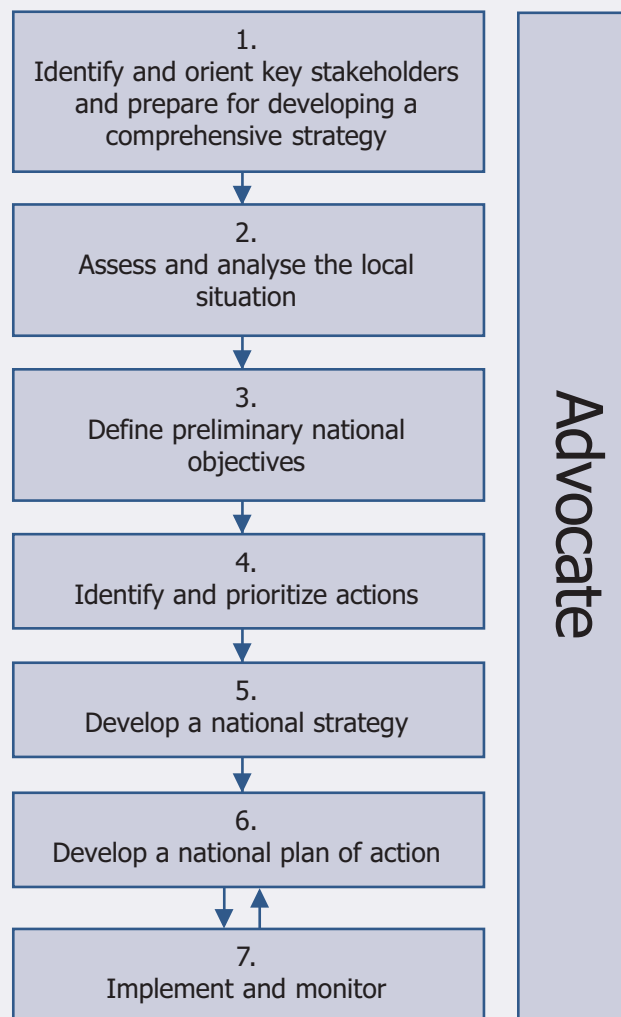 1.
Identify and orient key stakeholders
and prepare for developing a
comprehensive strategy
2.
Assess and analyse the local
situation
3.
Define preliminary national
objectives
4.
Identify and prioritize actions
5.
Develop a national strategy
6.
Develop a national plan of action
7.
Implement and monitor
Advocate